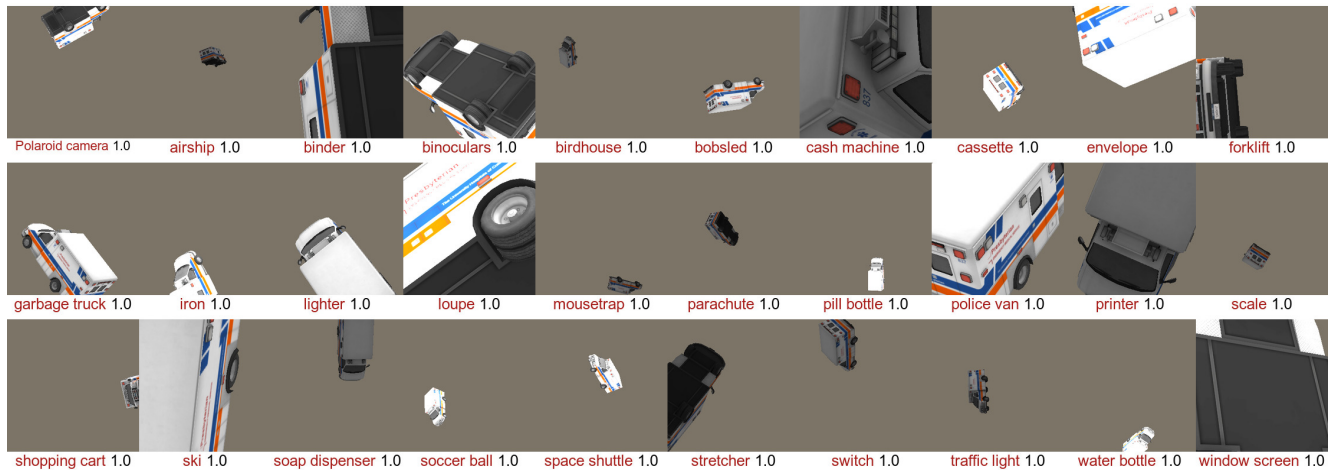 Presbyterian
837
Polaroid camera 1.0 airship 1.0 binder 1.0 binoculars 1.0 birdhouse 1.0 bobsled 1.0 cash machine 1.0 cassette 1.0 envelope 1.0 forklift 1.0
Presbyterian
Presbyterian
garbage truck 1.0 iron 1.0 lighter 1.0 loupe 1.0 mousetrap 1.0 parachute 1.0 pill bottle 1.0 police van 1.0 printer 1.0 scale 1.0
shopping cart 1.0 ski 1.0 soap dispenser 1.0 soccer ball 1.0 space shuttle 1.0 stretcher 1.0 switch 1.0 traffic light 1.0 water bottle 1.0 window screen 1.0